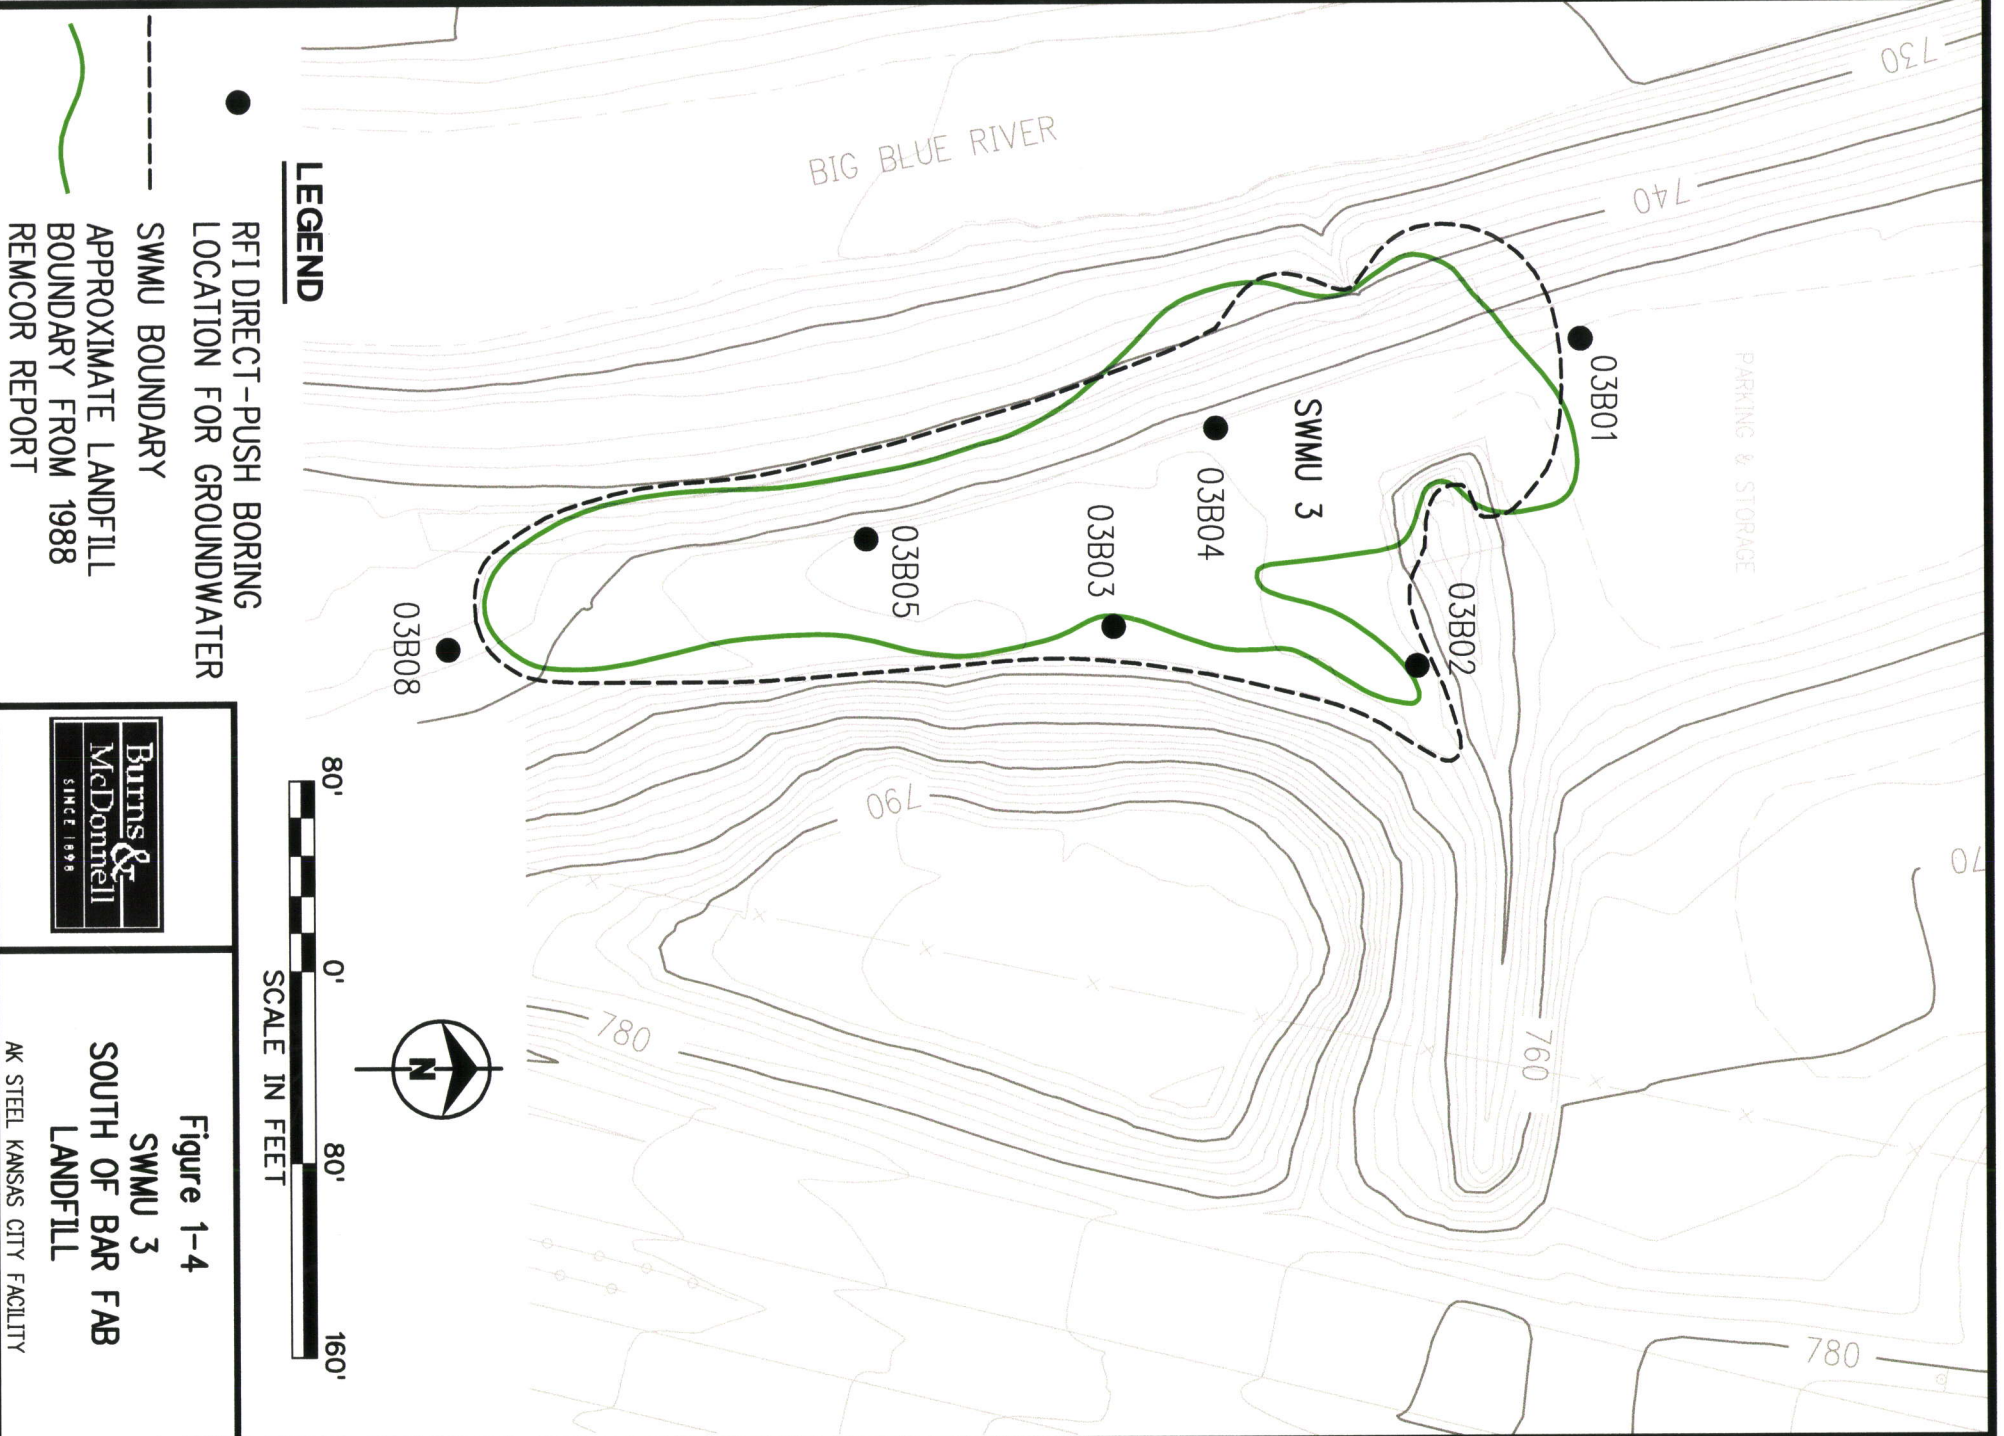 730
740
BIG BLUE RIVER
PARKING & STORAGE
03B01
SWMU 3
03B04
03B02
03B03
03B05
03B08
790
780
760
70
780
LEGEND
RFI DIRECT-PUSH BORING
LOCATION FOR GROUNDWATER
SWMU BOUNDARY
APPROXIMATE LANDFILL
BOUNDARY FROM 1988
REMCOR REPORT
80' 0' 80' 160'
SCALE IN FEET
N
Burns &
McDonnell
SINCE 1898
Figure 1-4
SWMU 3
SOUTH OF BAR FAB
LANDFILL
AK STEEL KANSAS CITY FACILITY